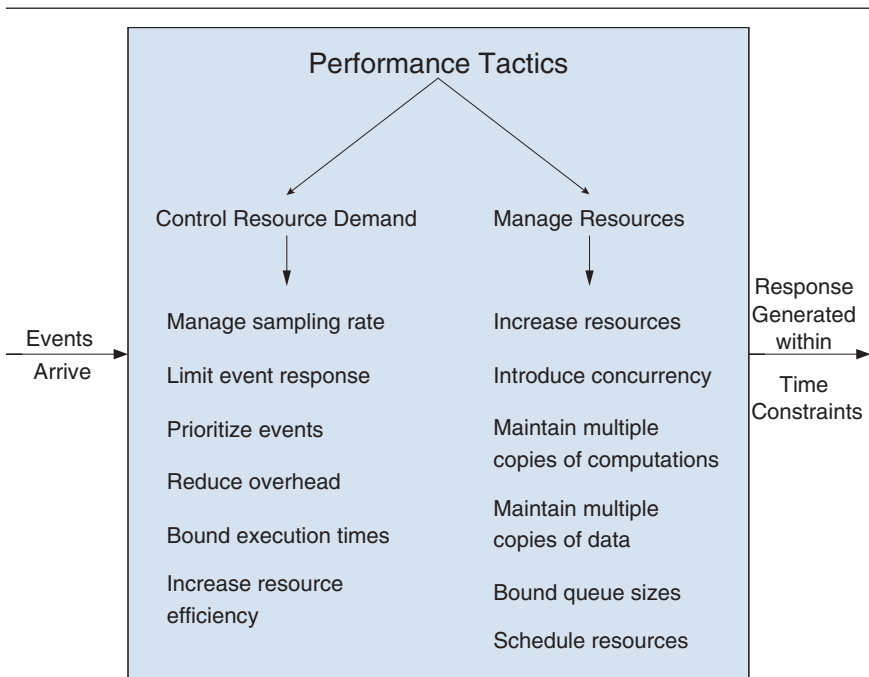 Performance Tactics
Control Resource Demand
Manage sampling rate
Limit event response
Prioritize events
Reduce overhead
Bound execution times
Increase resource
efficiency
Manage Resources
Increase resources
Introduce concurrency
Maintain multiple
copies of computations
Maintain multiple
copies of data
Bound queue sizes
Schedule resources
Events
Arrive
Response
Generated
within
Time
Constraints